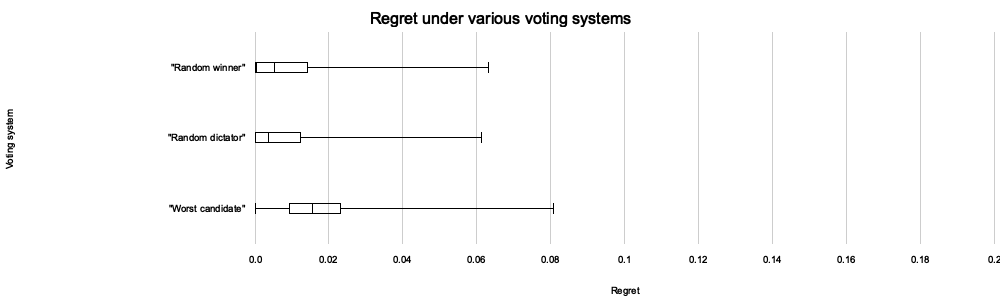 Regret under various voting systems
"Random winner"
Voting system
"Random dictator"
"Worst candidate"
0.0 0.02 0.04 0.06 0.08 0.1 0.12 0.14 0.16 0.18 0.2
Regret